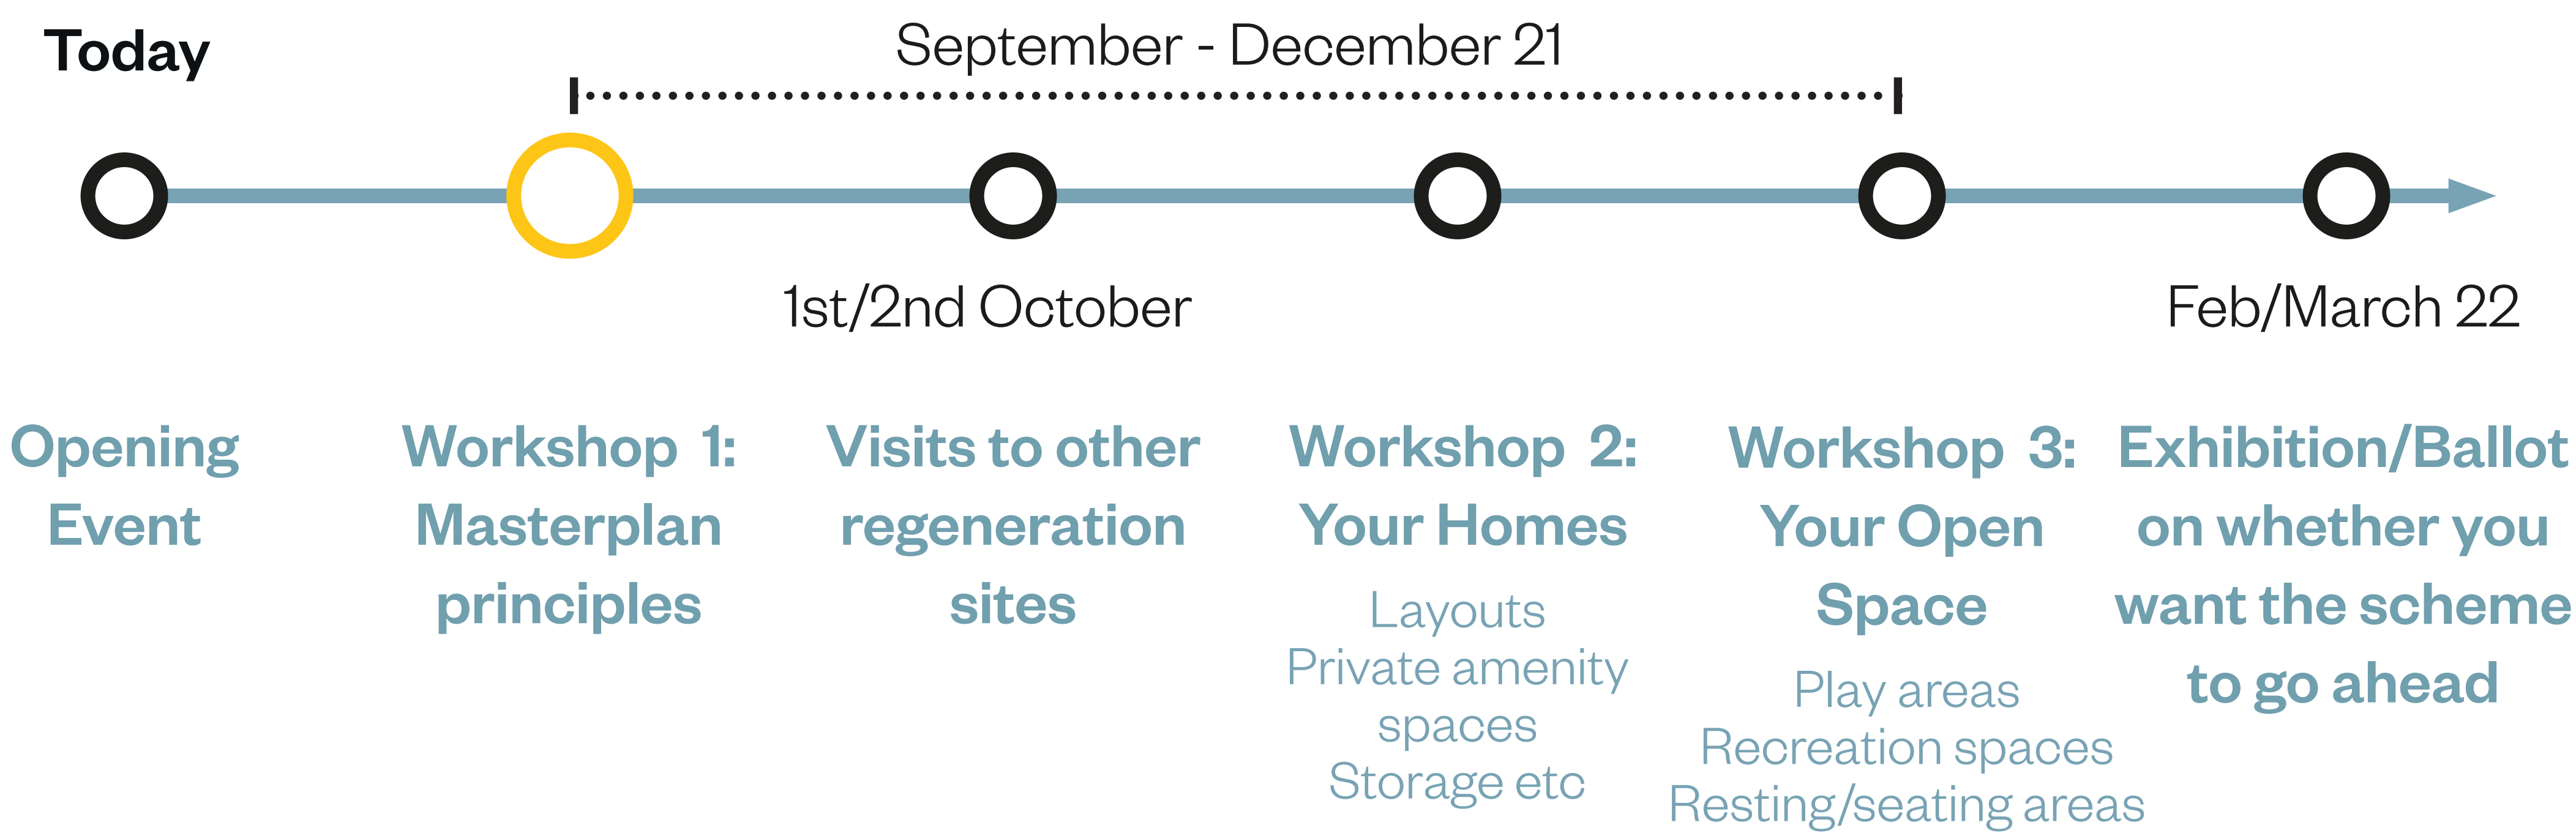 Today
September - December 21
1st/2nd October
Feb/March 22
Opening
Event
Workshop 1:
Masterplan
principles
Visits to other
regeneration
sites
Workshop 2:
Your Homes
Layouts
Private amenity
spaces
Storage etc
Workshop 3:
Your Open
Space
Play areas
Recreation spaces
Resting/seating areas
Exhibition/Ballot
on whether you
want the scheme
to go ahead